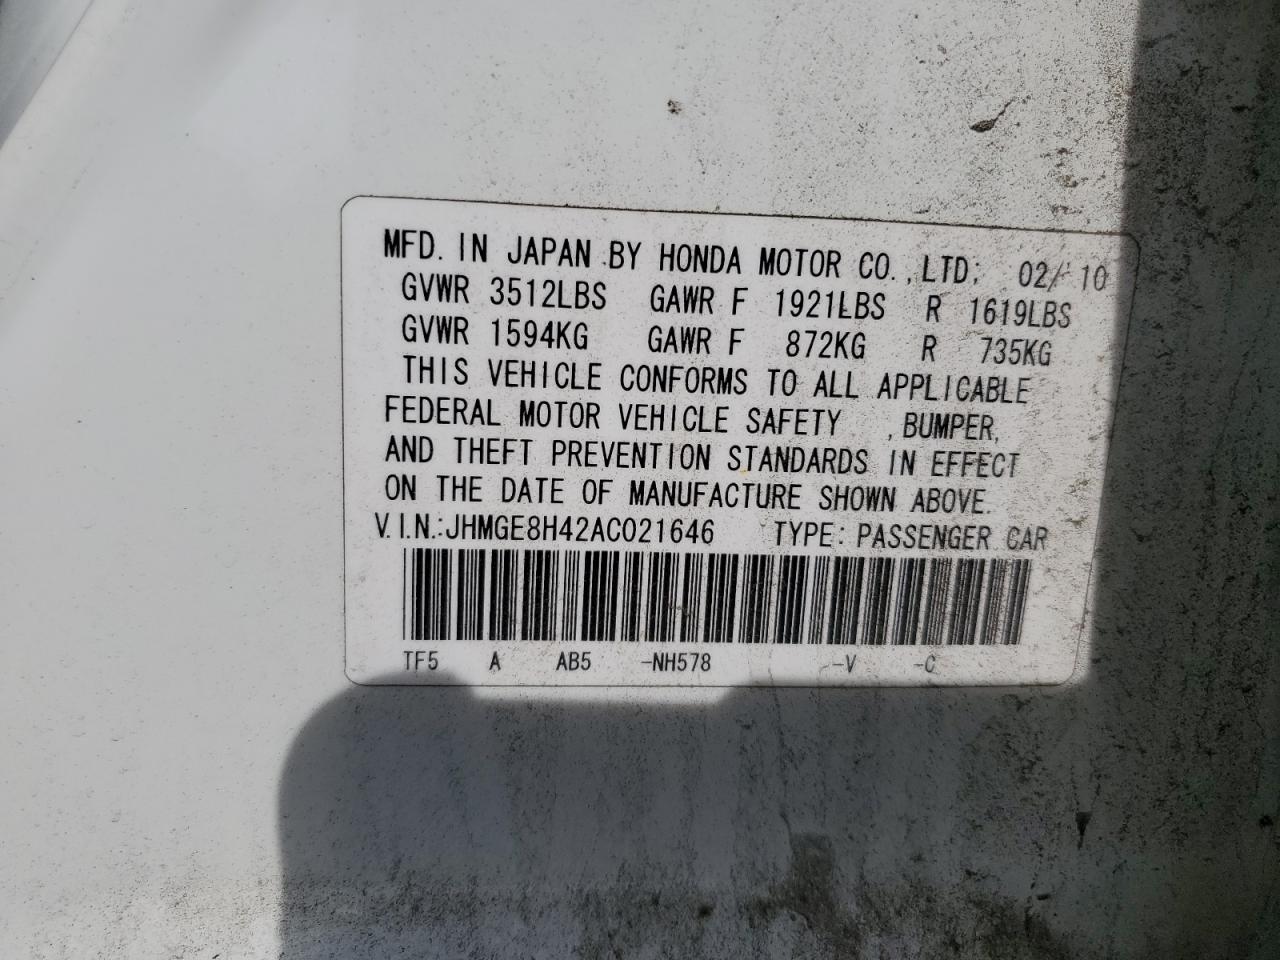 MFD. IN JAPAN BY HONDA MOTOR CO., LTD; 02/ 10
GVWR 3512LBS GAWR F 1921LBS R 1619LBS
GVWR 1594KG GAWR F 872KG R 735KG
THIS VEHICLE CONFORMS TO ALL APPLICABLE
FEDERAL MOTOR VEHICLE SAFETY , BUMPER,
AND THEFT PREVENTION STANDARDS IN EFFECT
ON THE DATE OF MANUFACTURE SHOWN ABOVE.
V.I.N.:JHMGE8H42AC021646 TYPE: PASSENGER CAR
TF5 A AB5 -NH578 -V -C